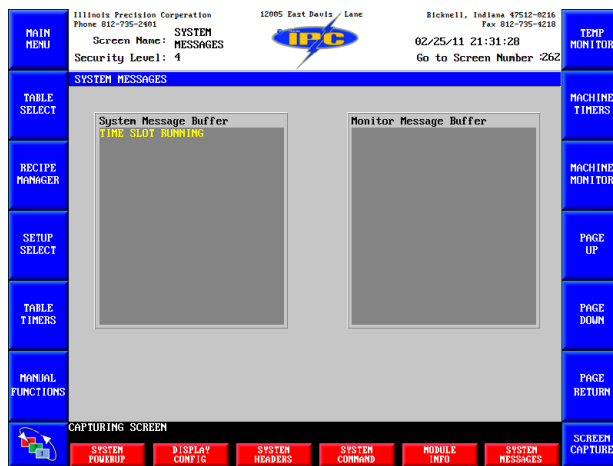 Illinois Precision Corporation
Phone 812-735-2401
12005 East Davis Lane
Bicknell, Indiana 47512-0216
Fax 812-735-4218
Screen Name: SYSTEM MESSAGES
IPC
02/25/11 21:31:28
Security Level: 4
Go to Screen Number :262
MAIN
MENU
TEMP
MONITOR
SYSTEM MESSAGES
TABLE
SELECT
MACHINE
TIMERS
System Message Buffer
TIME SLOT RUNNING
Monitor Message Buffer
RECIPE
MANAGER
MACHINE
MONITOR
SETUP
SELECT
PAGE
UP
TABLE
TIMERS
PAGE
DOWN
MANUAL
FUNCTIONS
PAGE
RETURN
CAPTURING SCREEN
1
SYSTEM
POWERUP
DISPLAY
CONFIG
SYSTEM
HEADERS
SYSTEM
COMMAND
MODULE
INFO
SYSTEM
MESSAGES
SCREEN
CAPTURE